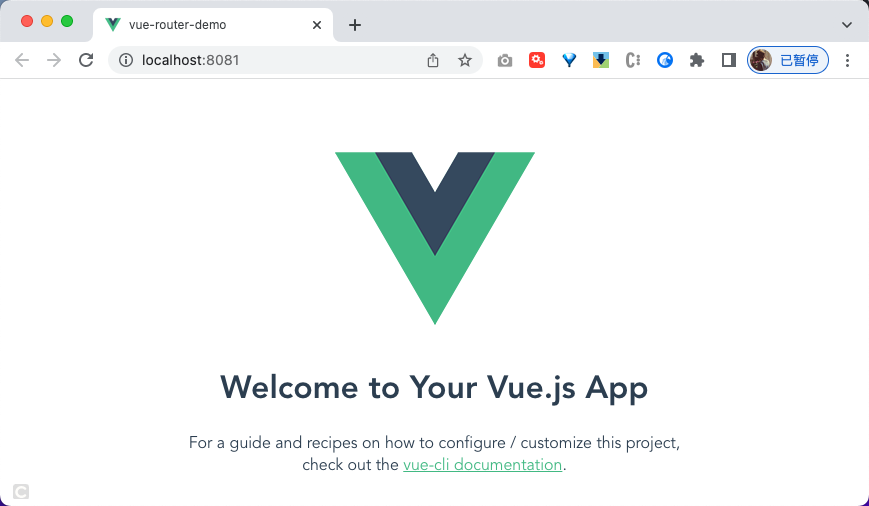 vue-router-demo
localhost:8081
已暂停
Welcome to Your Vue.js App
For a guide and recipes on how to configure / customize this project,
check out the vue-cli documentation.